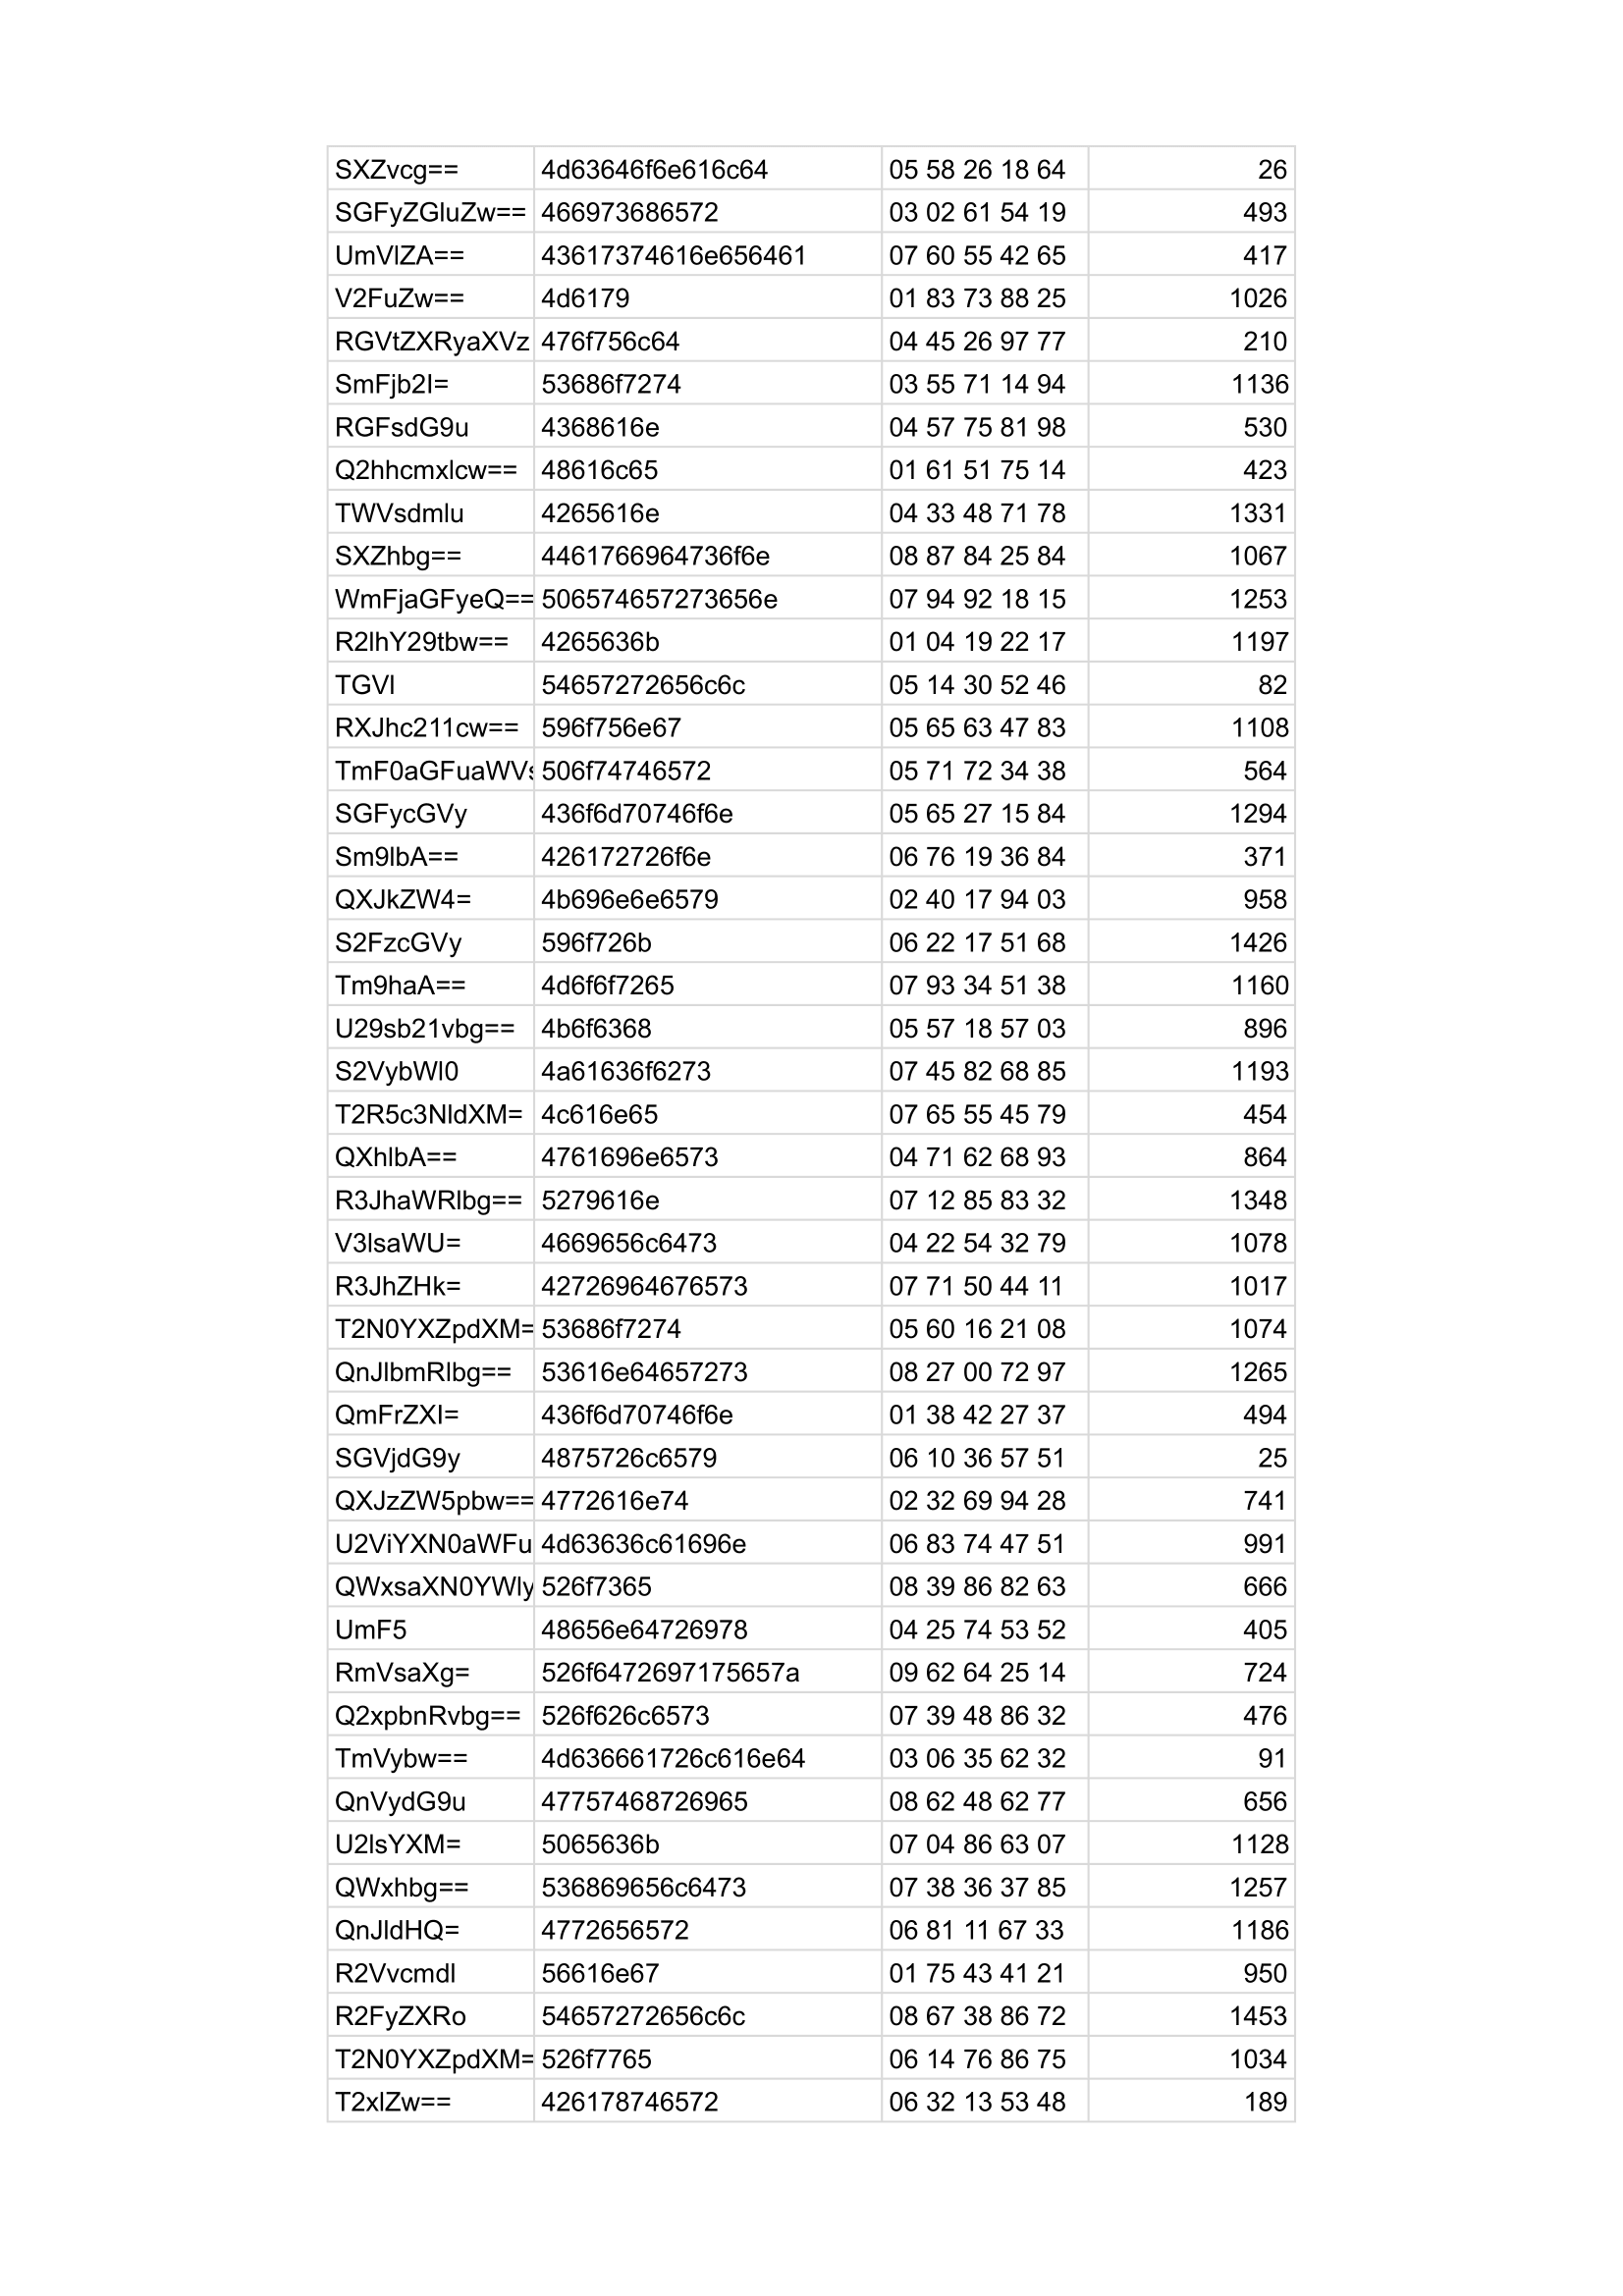 SXZvcg== 4d63646f6e616c64 05 58 26 18 64 26
SGFyZGluZw== 466973686572 03 02 61 54 19 493
UmVlZA== 43617374616e656461 07 60 55 42 65 417
V2FuZw== 4d6179 01 83 73 88 25 1026
RGVtZXRyaXVz 476f756c64 04 45 26 97 77 210
SmFjb2I= 53686f7274 03 55 71 14 94 1136
RGFsdG9u 4368616e 04 57 75 81 98 530
Q2hhcmxlcw== 48616c65 01 61 51 75 14 423
TWVsdmlu 4265616e 04 33 48 71 78 1331
SXZhbg== 4461766964736f6e 08 87 84 25 84 1067
WmFjaGFyeQ== 506574657273656e 07 94 92 18 15 1253
R2lhY29tbw== 4265636b 01 04 19 22 17 1197
TGVl 54657272656c6c 05 14 30 52 46 82
RXJhc211cw== 596f756e67 05 65 63 47 83 1108
TmF0aGFuaWVs 506f74746572 05 71 72 34 38 564
SGFycGVy 436f6d70746f6e 05 65 27 15 84 1294
Sm9lbA== 426172726f6e 06 76 19 36 84 371
QXJkZW4= 4b696e6e6579 02 40 17 94 03 958
S2FzcGVy 596f726b 06 22 17 51 68 1426
Tm9haA== 4d6f6f7265 07 93 34 51 38 1160
U29sb21vbg== 4b6f6368 05 57 18 57 03 896
S2VybWl0 4a61636f6273 07 45 82 68 85 1193
T2R5c3NldXM= 4c616e65 07 65 55 45 79 454
QXhlbA== 4761696e6573 04 71 62 68 93 864
R3JhaWRlbg== 5279616e 07 12 85 83 32 1348
V3lsaWU= 4669656c6473 04 22 54 32 79 1078
R3JhZHk= 42726964676573 07 71 50 44 11 1017
T2N0YXZpdXM= 53686f7274 05 60 16 21 08 1074
QnJlbmRlbg== 53616e64657273 08 27 00 72 97 1265
QmFrZXI= 436f6d70746f6e 01 38 42 27 37 494
SGVjdG9y 4875726c6579 06 10 36 57 51 25
QXJzZW5pbw== 4772616e74 02 32 69 94 28 741
U2ViYXN0aWFu 4d63636c61696e 06 83 74 47 51 991
QWxsaXN0YWly 526f7365 08 39 86 82 63 666
UmF5 48656e64726978 04 25 74 53 52 405
RmVsaXg= 526f6472697175657a 09 62 64 25 14 724
Q2xpbnRvbg== 526f626c6573 07 39 48 86 32 476
TmVybw== 4d636661726c616e64 03 06 35 62 32 91
QnVydG9u 47757468726965 08 62 48 62 77 656
U2lsYXM= 5065636b 07 04 86 63 07 1128
QWxhbg== 536869656c6473 07 38 36 37 85 1257
QnJldHQ= 4772656572 06 81 11 67 33 1186
R2Vvcmdl 56616e67 01 75 43 41 21 950
R2FyZXRo 54657272656c6c 08 67 38 86 72 1453
T2N0YXZpdXM= 526f7765 06 14 76 86 75 1034
T2xlZw== 426178746572 06 32 13 53 48 189